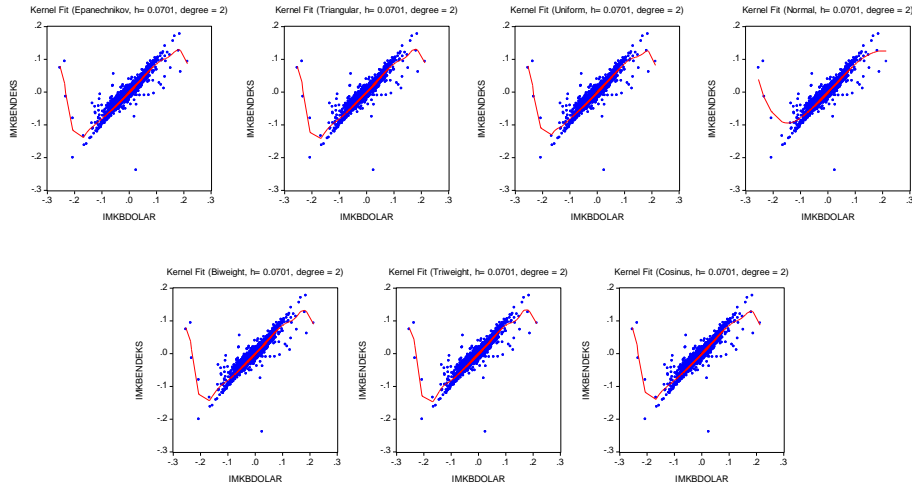 Kernel Fit (Epanechnikov, h= 0.0701, degree = 2)
.2
.1
.0
-.1
-.2
-.3
IMKBENDEKS
-.3 -.2 -.1 .0 .1 .2 .3
IMKBDOLAR
Kernel Fit (Triangular, h= 0.0701, degree = 2)
.2
.1
.0
-.1
-.2
-.3
IMKBENDEKS
-.3 -.2 -.1 .0 .1 .2 .3
IMKBDOLAR
Kernel Fit (Uniform, h= 0.0701, degree = 2)
.2
.1
.0
-.1
-.2
-.3
IMKBENDEKS
-.3 -.2 -.1 .0 .1 .2 .3
IMKBDOLAR
Kernel Fit (Normal, h= 0.0701, degree = 2)
.2
.1
.0
-.1
-.2
-.3
IMKBENDEKS
-.3 -.2 -.1 .0 .1 .2 .3
IMKBDOLAR
Kernel Fit (Biweight, h= 0.0701, degree = 2)
.2
.1
.0
-.1
-.2
-.3
IMKBENDEKS
-.3 -.2 -.1 .0 .1 .2 .3
IMKBDOLAR
Kernel Fit (Triweight, h= 0.0701, degree = 2)
.2
.1
.0
-.1
-.2
-.3
IMKBENDEKS
-.3 -.2 -.1 .0 .1 .2 .3
IMKBDOLAR
Kernel Fit (Cosinus, h= 0.0701, degree = 2)
.2
.1
.0
-.1
-.2
-.3
IMKBENDEKS
-.3 -.2 -.1 .0 .1 .2 .3
IMKBDOLAR